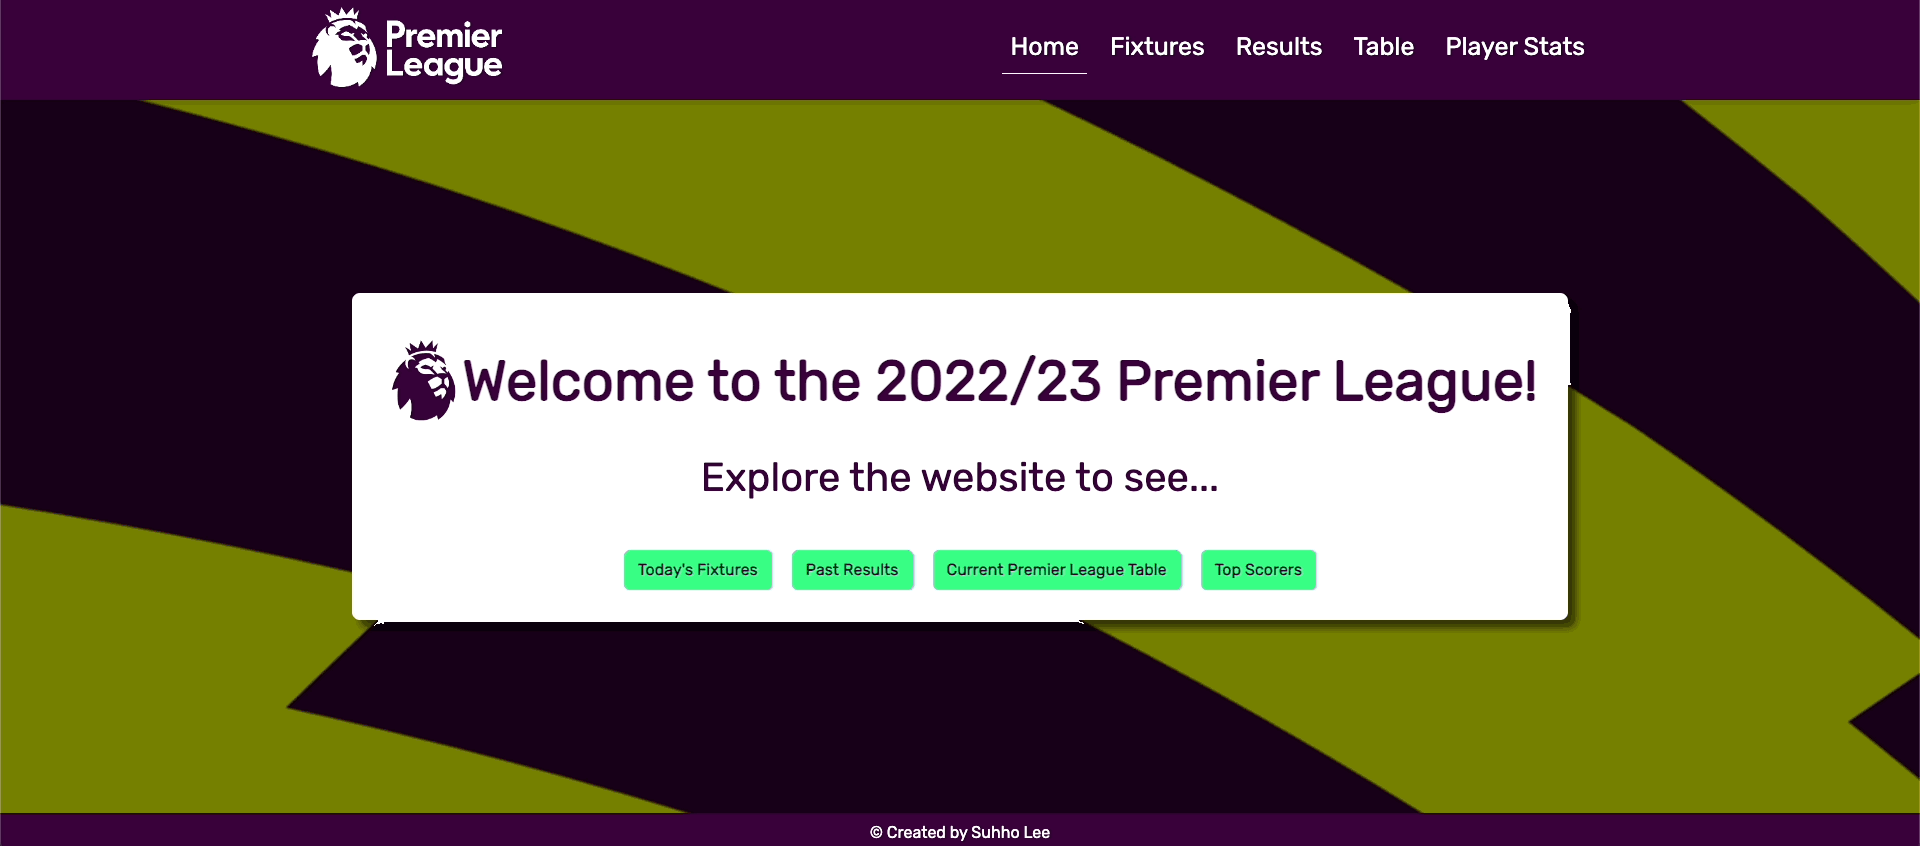 Premier
League
Home Fixtures Results Table Player Stats
Welcome to the 2022/23 Premier League!
Explore the website to see...
Today's Fixtures Past Results Current Premier League Table Top Scorers
© Created by Suhho Lee